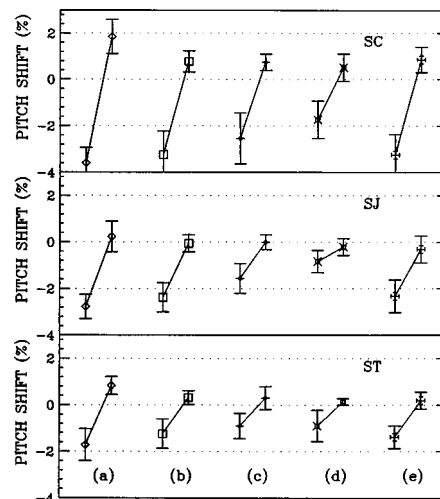 2
SC
0
-2
-4
PITCH SHIFT (%)
2
SJ
0
-2
-4
PITCH SHIFT (%)
2
ST
0
-2
-4
PITCH SHIFT (%)
(a) (b) (c) (d) (e)